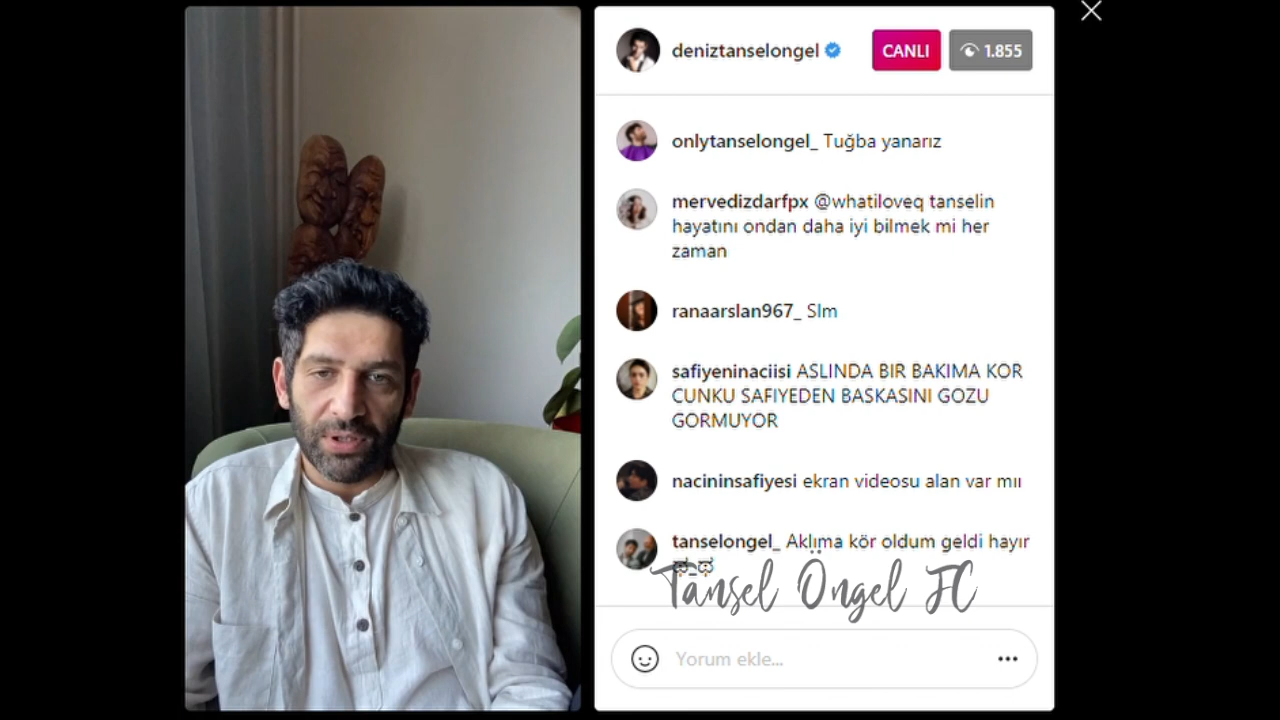 deniztanselongel
CANLI
1.855
onlytanselongel_ Tuğba yanarız
mervedizdarfpx @whatiloveq tanselin
hayatını ondan daha iyi bilmek mi her
zaman
ranaarslan967_ Slm
safiyeninaciisi ASLINDA BIR BAKIMA KOR
CUNKU SAFIYEDEN BASKASINI GOZU
GORMUYOR
nacininsafiyesi ekran videosu alan var mıı
tanselongel_ Aklıma kör oldum geldi hayır
ಥ_ಥ
Tansel Öngel FC
Yorum ekle...